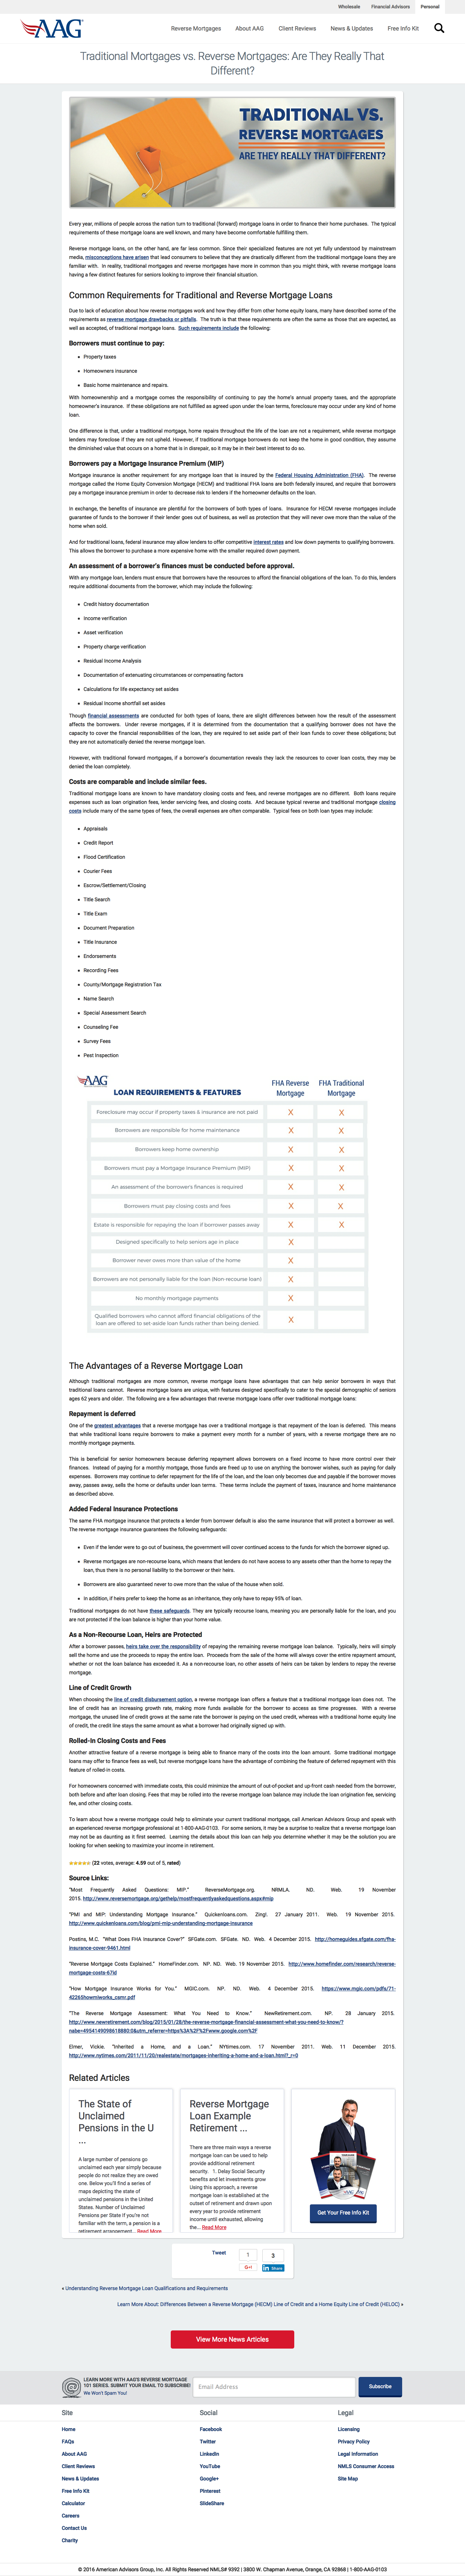 Wholesale Financial Advisors Personal
AAG
Reverse Mortgages About AAG Client Reviews News & Updates Free Info Kit
Traditional Mortgages vs. Reverse Mortgages: Are They Really That
Different?
TRADITIONAL VS.
REVERSE MORTGAGES
ARE THEY REALLY THAT DIFFERENT?
Every year, millions of people across the nation turn to traditional (forward) mortgage loans in order to finance their home purchases. The typical
requirements of these mortgage loans are well known, and many have become comfortable fulfilling them.
Reverse mortgage loans, on the other hand, are far less common. Since their specialized features are not yet fully understood by mainstream
media, misconceptions have arisen that lead consumers to believe that they are drastically different from the traditional mortgage loans they are
familiar with. In reality, traditional mortgages and reverse mortgages have more in common than you might think, with reverse mortgage loans
having a few distinct features for seniors looking to improve their financial situation.
Common Requirements for Traditional and Reverse Mortgage Loans
Due to lack of education about how reverse mortgages work and how they differ from other home equity loans, many have described some of the
requirements as reverse mortgage drawbacks or pitfalls. The truth is that these requirements are often the same as those that are expected, as
well as accepted, of traditional mortgage loans. Such requirements include the following:
Borrowers must continue to pay:
Property taxes
Homeowners insurance
Basic home maintenance and repairs.
With homeownership and a mortgage comes the responsibility of continuing to pay the home's annual property taxes, and the appropriate
homeowner's insurance. If these obligations are not fulfilled as agreed upon under the loan terms, foreclosure may occur under any kind of home
loan.
One difference is that, under a traditional mortgage, home repairs throughout the life of the loan are not a requirement, while reverse mortgage
lenders may foreclose if they are not upheld. However, if traditional mortgage borrowers do not keep the home in good condition, they assume
the diminished value that occurs on a home that is in disrepair, so it may be in their best interest to do so.
Borrowers pay a Mortgage Insurance Premium (MIP)
Mortgage insurance is another requirement for any mortgage loan that is insured by the Federal Housing Administration (FHA). The reverse
mortgage called the Home Equity Conversion Mortgage (HECM) and traditional FHA loans are both federally insured, and require that borrowers
pay a mortgage insurance premium in order to decrease risk to lenders if the homeowner defaults on the loan.
In exchange, the benefits of insurance are plentiful for the borrowers of both types of loans. Insurance for HECM reverse mortgages include
guarantee of funds to the borrower if their lender goes out of business, as well as protection that they will never owe more than the value of the
home when sold.
And for traditional loans, federal insurance may allow lenders to offer competitive interest rates and low down payments to qualifying borrowers.
This allows the borrower to purchase a more expensive home with the smaller required down payment.
An assessment of a borrower's finances must be conducted before approval.
With any mortgage loan, lenders must ensure that borrowers have the resources to afford the financial obligations of the loan. To do this, lenders
require additional documents from the borrower, which may include the following:
Credit history documentation
Income verification
Asset verification
Property charge verification
Residual Income Analysis
Documentation of extenuating circumstances or compensating factors
Calculations for life expectancy set asides
Residual Income shortfall set asides
Though financial assessments are conducted for both types of loans, there are slight differences between how the result of the assessment
affects the borrowers. Under reverse mortgages, if it is determined from the documentation that a qualifying borrower does not have the
capacity to cover the financial responsibilities of the loan, they are required to set aside part of their loan funds to cover these obligations; but
they are not automatically denied the reverse mortgage loan.
However, with traditional forward mortgages, if a borrower's documentation reveals they lack the resources to cover loan costs, they may be
denied the loan completely.
Costs are comparable and include similar fees.
Traditional mortgage loans are known to have mandatory closing costs and fees, and reverse mortgages are no different. Both loans require
expenses such as loan origination fees, lender servicing fees, and closing costs. And because typical reverse and traditional mortgage closing
costs include many of the same types of fees, the overall expenses are often comparable. Typical fees on both loan types may include:
Appraisals
Credit Report
Flood Certification
Courier Fees
Escrow/Settlement/Closing
Title Search
Title Exam
Document Preparation
Title Insurance
Endorsements
Recording Fees
County/Mortgage Registration Tax
Name Search
Special Assessment Search
Counseling Fee
Survey Fees
Pest Inspection
AAG
LOAN REQUIREMENTS & FEATURES FHA Reverse Mortgage FHA Traditional Mortgage
Foreclosure may occur if property taxes & insurance are not paid X X
Borrowers are responsible for home maintenance X X
Borrowers keep home ownership X X
Borrowers must pay a Mortgage Insurance Premium (MIP) X X
An assessment of the borrower's finances is required X X
Borrowers must pay closing costs and fees X X
Estate is responsible for repaying the loan if borrower passes away X X
Designed specifically to help seniors age in place X
Borrower never owes more than value of the home X
Borrowers are not personally liable for the loan (Non-recourse loan) X
No monthly mortgage payments X
Qualified borrowers who cannot afford financial obligations of the
loan are offered to set-aside loan funds rather than being denied. X
The Advantages of a Reverse Mortgage Loan
Although traditional mortgages are more common, reverse mortgage loans have advantages that can help senior borrowers in ways that
traditional loans cannot. Reverse mortgage loans are unique, with features designed specifically to cater to the special demographic of seniors
ages 62 years and older. The following are a few advantages that reverse mortgage loans offer over traditional mortgage loans:
Repayment is deferred
One of the greatest advantages that a reverse mortgage has over a traditional mortgage is that repayment of the loan is deferred. This means
that while traditional loans require borrowers to make a payment every month for a number of years, with a reverse mortgage there are no
monthly mortgage payments.
This is beneficial for senior homeowners because deferring repayment allows borrowers on a fixed income to have more control over their
finances. Instead of paying for a monthly mortgage, those funds are freed up to use on anything the borrower wishes, such as paying for daily
expenses. Borrowers may continue to defer repayment for the life of the loan, and the loan only becomes due and payable if the borrower moves
away, passes away, sells the home or defaults under loan terms. These terms include the payment of taxes, insurance and home maintenance
as described above.
Added Federal Insurance Protections
The same FHA mortgage insurance that protects a lender from borrower default is also the same insurance that will protect a borrower as well.
The reverse mortgage insurance guarantees the following safeguards:
Even if the lender were to go out of business, the government will cover continued access to the funds for which the borrower signed up.
Reverse mortgages are non-recourse loans, which means that lenders do not have access to any assets other than the home to repay the
loan, thus there is no personal liability to the borrower or their heirs.
Borrowers are also guaranteed never to owe more than the value of the house when sold.
In addition, if heirs prefer to keep the home as an inheritance, they only have to repay 95% of loan.
Traditional mortgages do not have these safeguards. They are typically recourse loans, meaning you are personally liable for the loan, and you
are not protected if the loan balance is higher than your home value.
As a Non-Recourse Loan, Heirs are Protected
After a borrower passes, heirs take over the responsibility of repaying the remaining reverse mortgage loan balance. Typically, heirs will simply
sell the home and use the proceeds to repay the entire loan. Proceeds from the sale of the home will always cover the entire repayment amount,
whether or not the loan balance has exceeded it. As a non-recourse loan, no other assets of heirs can be taken by lenders to repay the reverse
mortgage.
Line of Credit Growth
When choosing the line of credit disbursement option, a reverse mortgage loan offers a feature that a traditional mortgage loan does not. The
line of credit has an increasing growth rate, making more funds available for the borrower to access as time progresses. With a reverse
mortgage, the unused line of credit grows at the same rate the borrower is paying on the used credit, whereas with a traditional home equity line
of credit, the credit line stays the same amount as what a borrower had originally signed up with.
Rolled-In Closing Costs and Fees
Another attractive feature of a reverse mortgage is being able to finance many of the costs into the loan amount. Some traditional mortgage
loans may offer to finance fees as well, but reverse mortgage loans have the advantage of combining the feature of deferred repayment with this
feature of rolled-in costs.
For homeowners concerned with immediate costs, this could minimize the amount of out-of-pocket and up-front cash needed from the borrower,
both before and after loan closing. Fees that may be rolled into the reverse mortgage loan balance may include the loan origination fee, servicing
fee, and other closing costs.
To learn about how a reverse mortgage could help to eliminate your current traditional mortgage, call American Advisors Group and speak with
an experienced reverse mortgage professional at 1-800-AAG-0103. For some seniors, it may be a surprise to realize that a reverse mortgage loan
may not be as daunting of a loan as it first seemed. Learning the details about this loan can help you determine whether it may be the solution you are
looking for when seeking to maximize your income in retirement.
(22 votes, average: 4.59 out of 5, rated)
Source Links:
"Most Frequently Asked Questions: MIP." ReverseMortgage.org. NRMLA. ND. Web. 19 November
2015. http://www.reversemortgage.org/gethelp/mostfrequentlyaskedquestions.aspx#mip
"PMI and MIP: Understanding Mortgage Insurance." Quickenloans.com. Zing!. 27 January 2011. Web. 19 November 2015.
http://www.quickenloans.com/blog/pmi-mip-understanding-mortgage-insurance
Postins, M.C. "What Does FHA Insurance Cover?" SFGate.com. SFGate, ND. Web. 4 December 2015. http://homeguides.sfgate.com/fha-
insurance-cover-9461.html
"Reverse Mortgage Costs Explained." HomeFinder.com. NP. ND. Web. 19 November 2015. http://www.homefinder.com/research/reverse-
mortgage-costs-67id
"How Mortgage Insurance Works for You." MGIC.com. NP. ND. Web. 4 December 2015. https://www.mgic.com/pdfs/71-
42265howmiworks_csmr.pdf
"The Reverse Mortgage Assessment: What You Need to Know." NewRetirement.com. NP. 28 January 2015.
http://www.newretirement.com/blog/2015/01/28/the-reverse-mortgage-financial-assessment-what-you-need-to-know/?
nabe=4954149098618880:0&utm_referrer=https%3A%2F%2Fwww.google.com%2F
Elmer, Vickie. "Inherited a Home, and a Loan." NYtimes.com. 17 November 2011. Web. 11 December 2015.
http://www.nytimes.com/2011/11/20/realestate/mortgages-inheriting-a-home-and-a-loan.html?_r=0
Related Articles
The State of
Unclaimed
Pensions in the U
...
A large number of pensions go
unclaimed each year simply because
people do not realize they are owed
one. Below you'll find a series of
maps depicting the state of
unclaimed pensions in the United
States. Number of Unclaimed
Pensions per State If you're not
familiar with the term, a pension is a
retirement arrangement... Read More
Reverse Mortgage
Loan Example
Retirement ...
There are three main ways a reverse
mortgage loan can be used to help
provide additional retirement
security. 1. Delay Social Security
benefits and let investments grow
Using this approach, a reverse
mortgage loan is established at the
outset of retirement and drawn upon
every year to provide retirement
income until exhausted, allowing
the... Read More
Get Your Free Info Kit
Tweet 1 3
G+1 in Share
« Understanding Reverse Mortgage Loan Qualifications and Requirements
Learn More About: Differences Between a Reverse Mortgage (HECM) Line of Credit and a Home Equity Line of Credit (HELOC) »
View More News Articles
LEARN MORE WITH AAG'S REVERSE MORTGAGE
101 SERIES. SUBMIT YOUR EMAIL TO SUBSCRIBE!
We Won't Spam You!
Email Address
Subscribe
Site
Home
FAQs
About AAG
Client Reviews
News & Updates
Free Info Kit
Calculator
Careers
Contact Us
Charity
Social
Facebook
Twitter
LinkedIn
YouTube
Google+
Pinterest
SlideShare
Legal
Licensing
Privacy Policy
Legal Information
NMLS Consumer Access
Site Map
© 2016 American Advisors Group, Inc. All Rights Reserved NMLS# 9392 | 3800 W. Chapman Avenue, Orange, CA 92868 | 1-800-AAG-0103